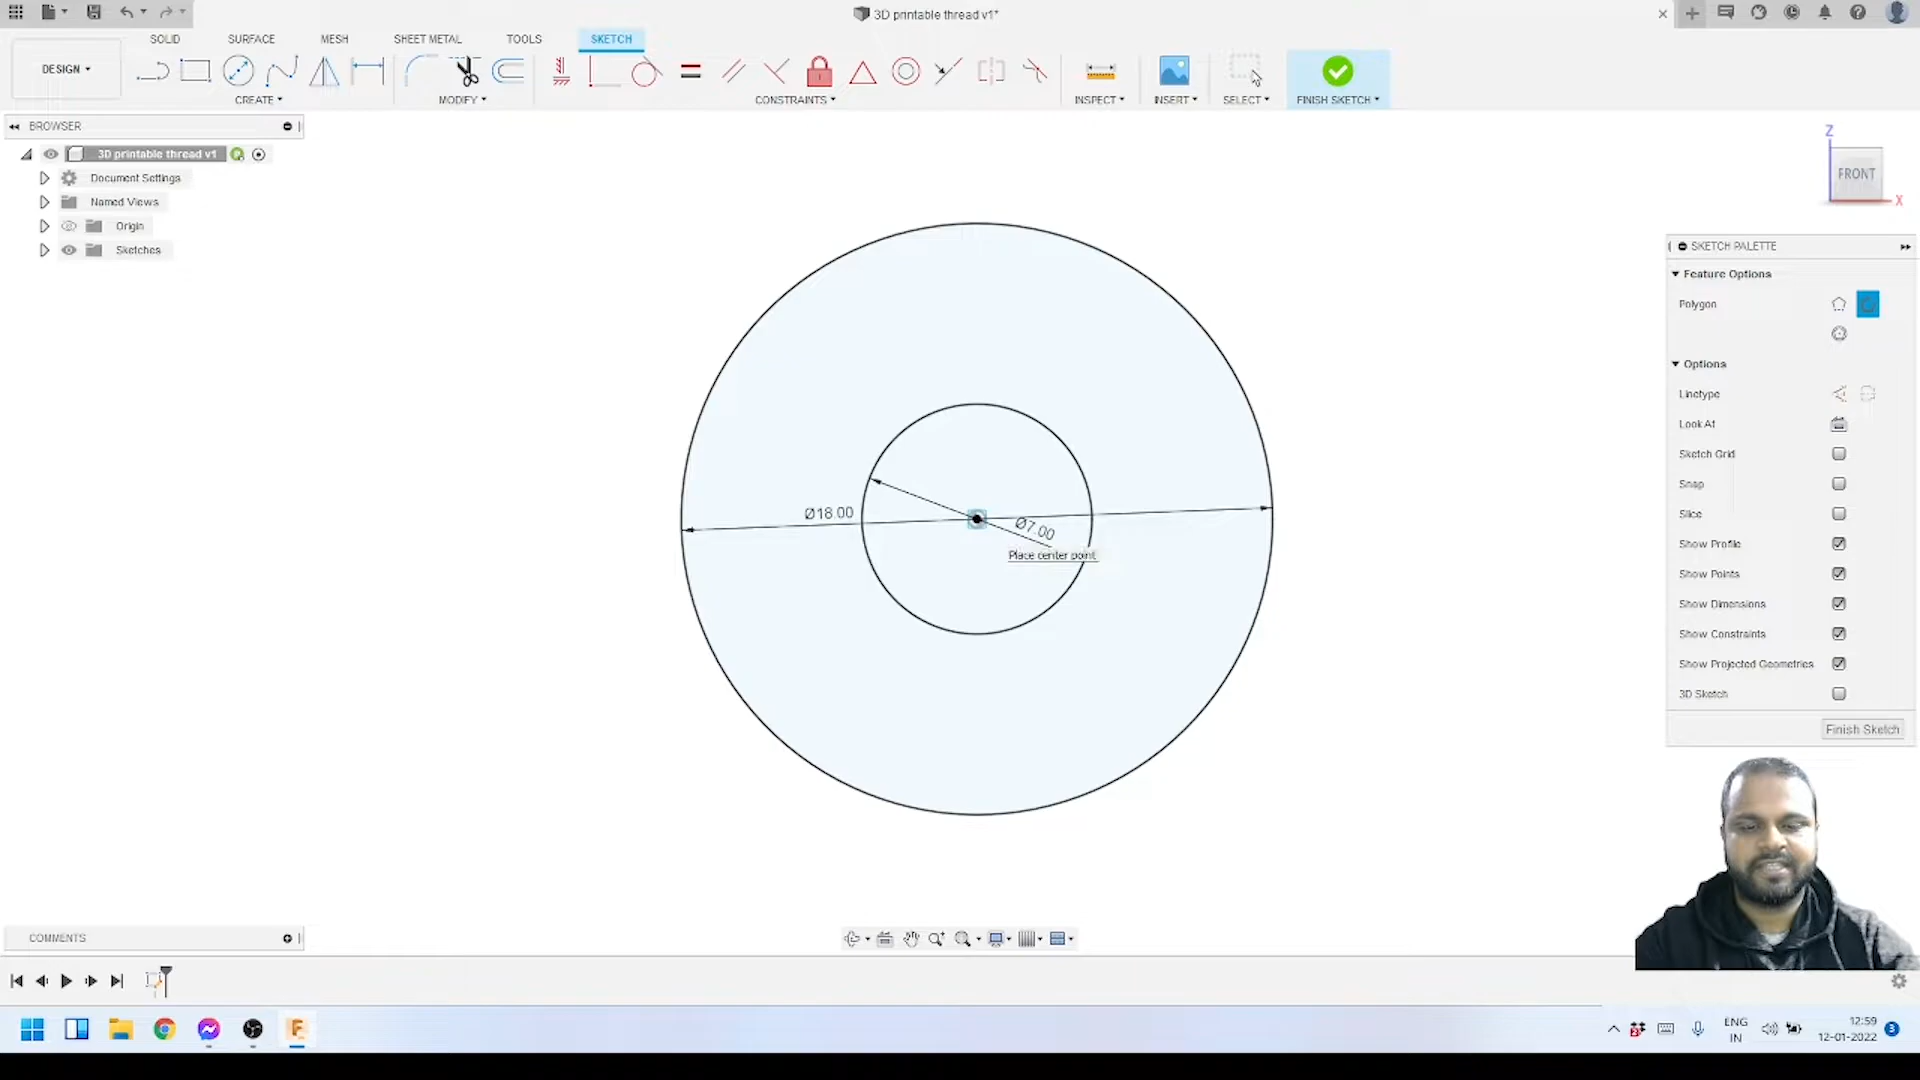 3D printable thread v1*
SOLID
SURFACE
MESH
SHEET METAL
TOOLS
SKETCH
DESIGN
CREATE
MODIFY
CONSTRAINTS
INSPECT
INSERT
SELECT
FINISH SKETCH
BROWSER
3D printable thread v1
Document Settings
Named Views
Origin
Sketches
Z
FRONT
X
SKETCH PALETTE
Feature Options
Polygon
Options
Linetype
Look At
Sketch Grid
Snap
Slice
Show Profile
Show Points
Show Dimensions
Show Constraints
Show Projected Geometries
3D Sketch
Finish Sketch
Ø18.00
Ø7.00
Place center point
COMMENTS
ENG
IN
12:59
12-01-2022
3